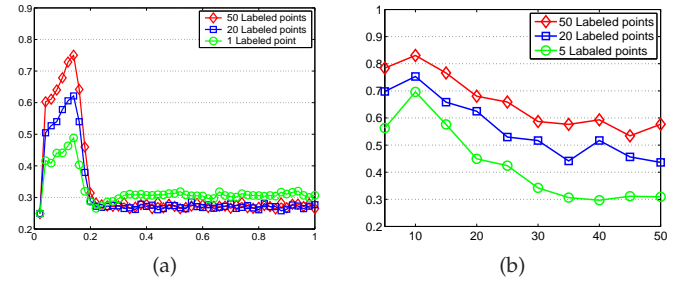 0.9
0.8
0.7
0.6
0.5
0.4
0.3
0.2
0 0.2 0.4 0.6 0.8 1
50 Labeled points
20 Labeled points
1 Labeled point
(a)
1
0.9
0.8
0.7
0.6
0.5
0.4
0.3
0.2
10 20 30 40 50
50 Labeled points
20 Labeled points
5 Labaled points
(b)